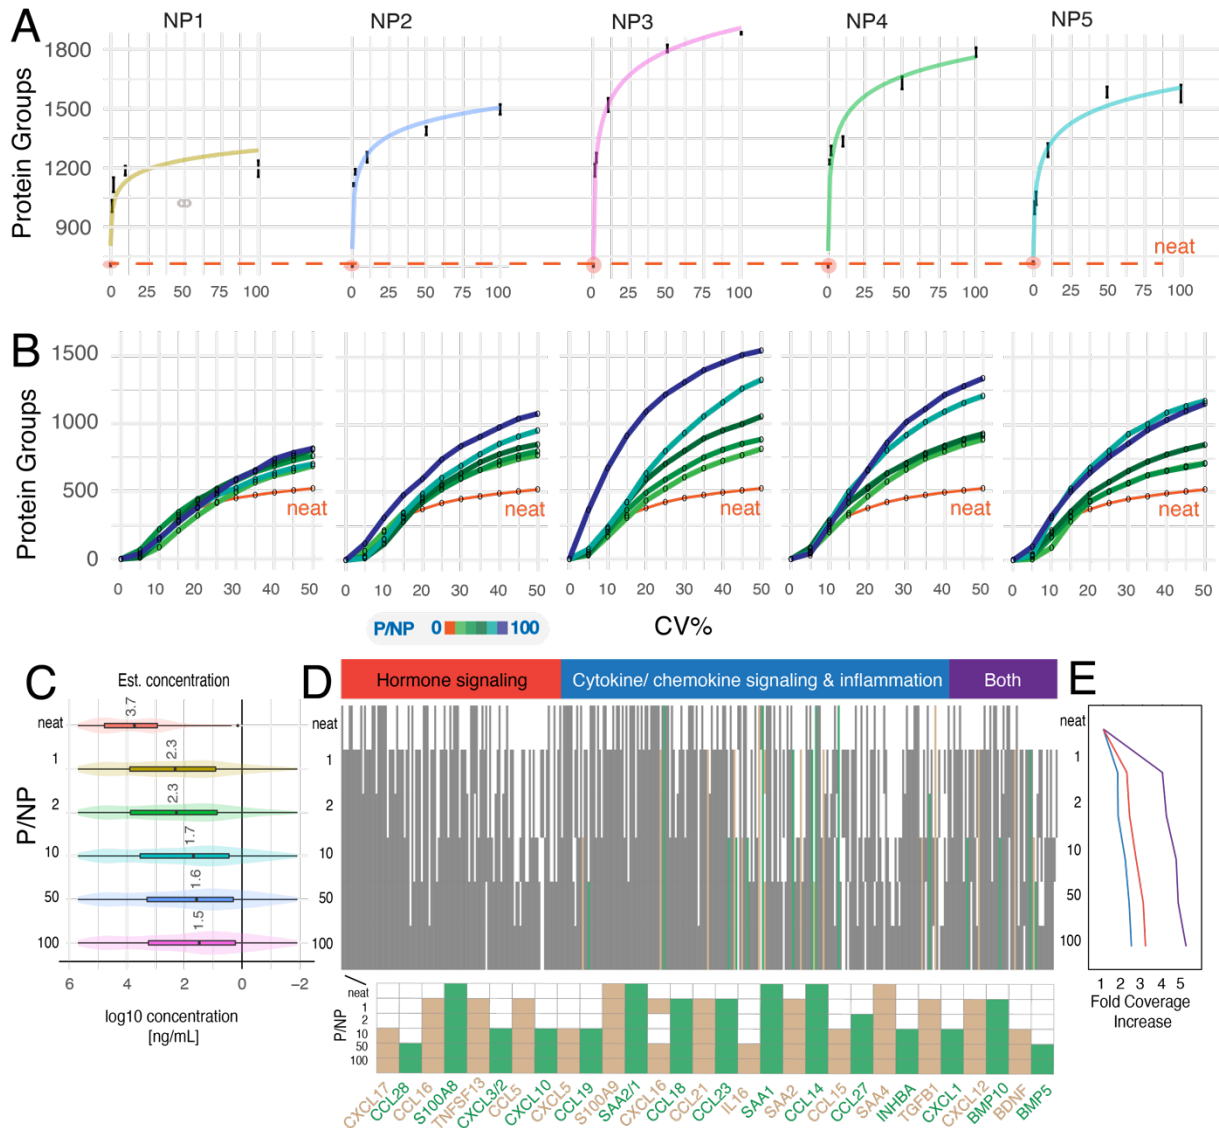 A
NP1 NP2 NP3 NP4 NP5
Protein Groups
1800
1500
1200
900
neat
0 25 50 75 100 0 25 50 75 100 0 25 50 75 100 0 25 50 75 100 0 25 50 75 100
B
Protein Groups
1500
1000
500
0
neat neat neat neat neat
0 10 20 30 40 50 0 10 20 30 40 50 0 10 20 30 40 50 0 10 20 30 40 50 0 10 20 30 40 50
P/NP 0 100
CV%
C
Est. concentration
P/NP
neat 3.7
1 2.3
2 2.3
10 1.7
50 1.6
100 1.5
6 4 2 0 −2
log10 concentration
[ng/mL]
D
Hormone signaling Cytokine/ chemokine signaling & inflammation Both
neat
1
2
10
50
100
P/NP
neat
1
2
10
50
100
CXCL17
CCL28
CCL16
S100A8
TNFSF13
CXCL3/2
CCL5
CXCL10
CXCL5
CCL19
S100A9
SAA2/1
CXCL16
CCL18
CCL21
CCL23
IL16
SAA1
SAA2
CCL14
CCL15
CCL27
SAA4
INHBA
TGFB1
CXCL1
CXCL12
BMP10
BDNF
BMP5
E
neat
1
2
10
50
100
1 2 3 4 5
Fold Coverage
Increase